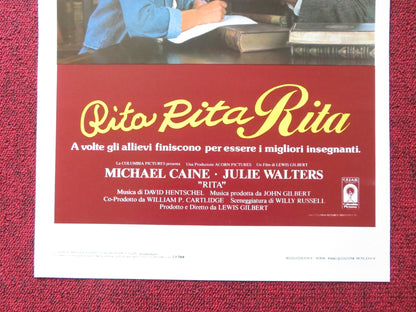 Rita Rita Rita
A volte gli allievi finiscono per essere i migliori insegnanti.
La COLUMBIA PICTURES presenta Una Produzione ACORN PICTURES Un Film di LEWIS GILBERT
MICHAEL CAINE · JULIE WALTERS
"RITA"
Musica di DAVID HENTSCHEL Musica prodotta da JOHN GILBERT
Co-Prodotto da WILLIAM P. CARTLIDGE Sceneggiatura di WILLY RUSSELL
Prodotto e Diretto da LEWIS GILBERT
CEIAD